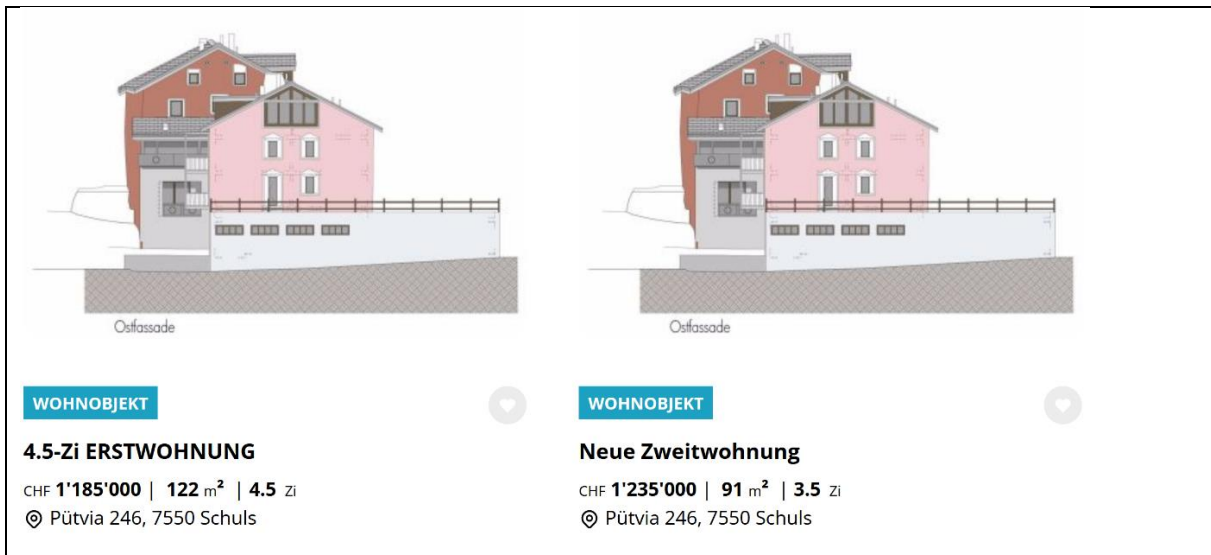 Ostfassade
WOHNOBJEKT
4.5-Zi ERSTWOHNUNG
CHF 1'185'000 | 122 m² | 4.5 Zi
Pütvia 246, 7550 Schuls
Ostfassade
WOHNOBJEKT
Neue Zweitwohnung
CHF 1'235'000 | 91 m² | 3.5 Zi
Pütvia 246, 7550 Schuls